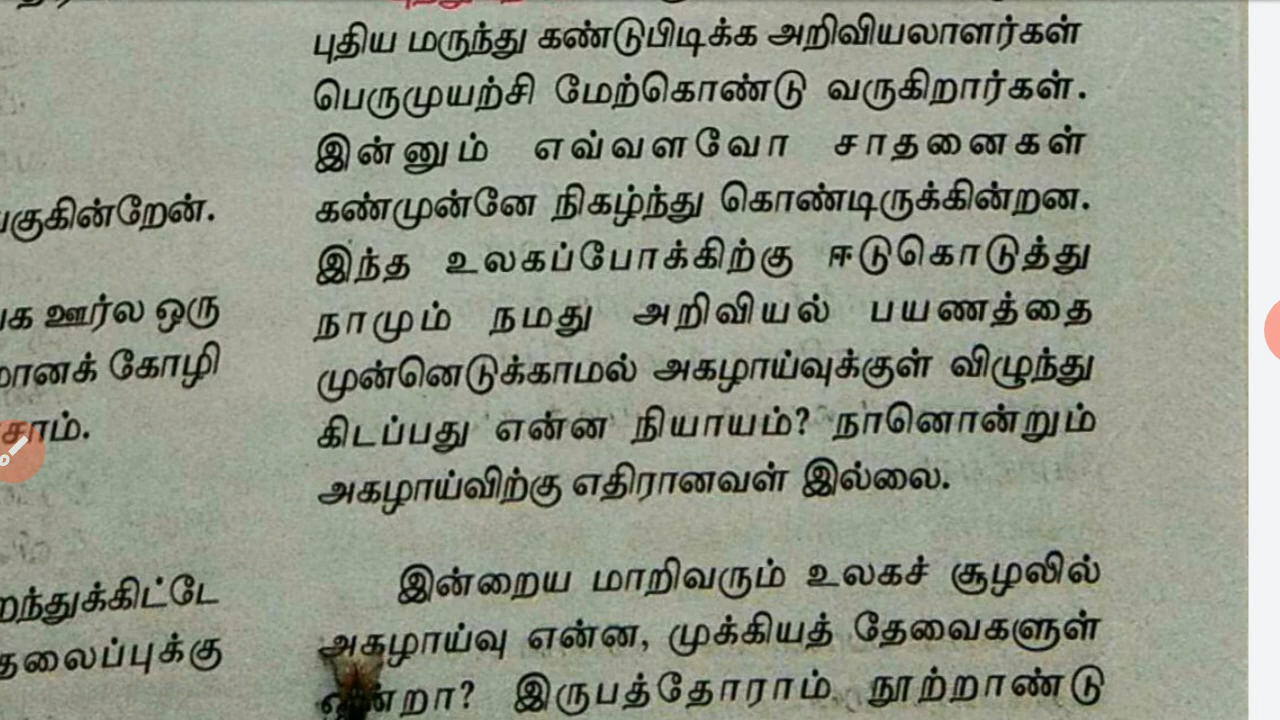 குகின்றேன்.
ஊர்ல ஒரு
கோழி
றந்துக்கிட்டே
தலைப்புக்கு
புதிய மருந்து கண்டுபிடிக்க அறிவியலாளர்கள்
பெருமுயற்சி மேற்கொண்டு வருகிறார்கள்.
இன்னும் எவ்வளவோ சாதனைகள்
கண்முன்னே நிகழ்ந்து கொண்டிருக்கின்றன.
இந்த உலகப்போக்கிற்கு ஈடுகொடுத்து
நாமும் நமது அறிவியல் பயணத்தை
முன்னெடுக்காமல் அகழாய்வுக்குள் விழுந்து
கிடப்பது என்ன நியாயம்? நானொன்றும்
அகழாய்விற்கு எதிரானவள் இல்லை.
இன்றைய மாறிவரும் உலகச் சூழலில்
அகழாய்வு என்ன, முக்கியத் தேவைகளுள்
ஒன்றா? இருபத்தோராம் நூற்றாண்டு